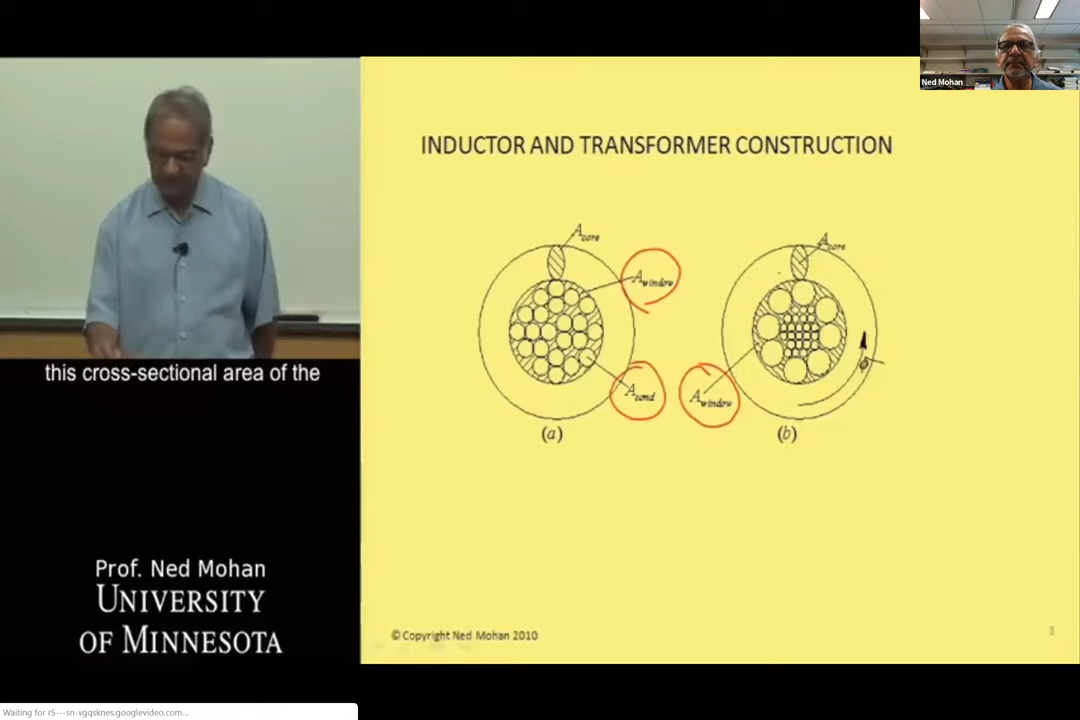 Ned Mohan
INDUCTOR AND TRANSFORMER CONSTRUCTION
Acore
Acore
Awindow
Acond
Awindow
ϕ
(a)
(b)
this cross-sectional area of the
Prof. Ned Mohan
UNIVERSITY
OF MINNESOTA
©Copyright Ned Mohan 2010
3
Waiting for r5---sn-vgqsknes.googlevideo.com...